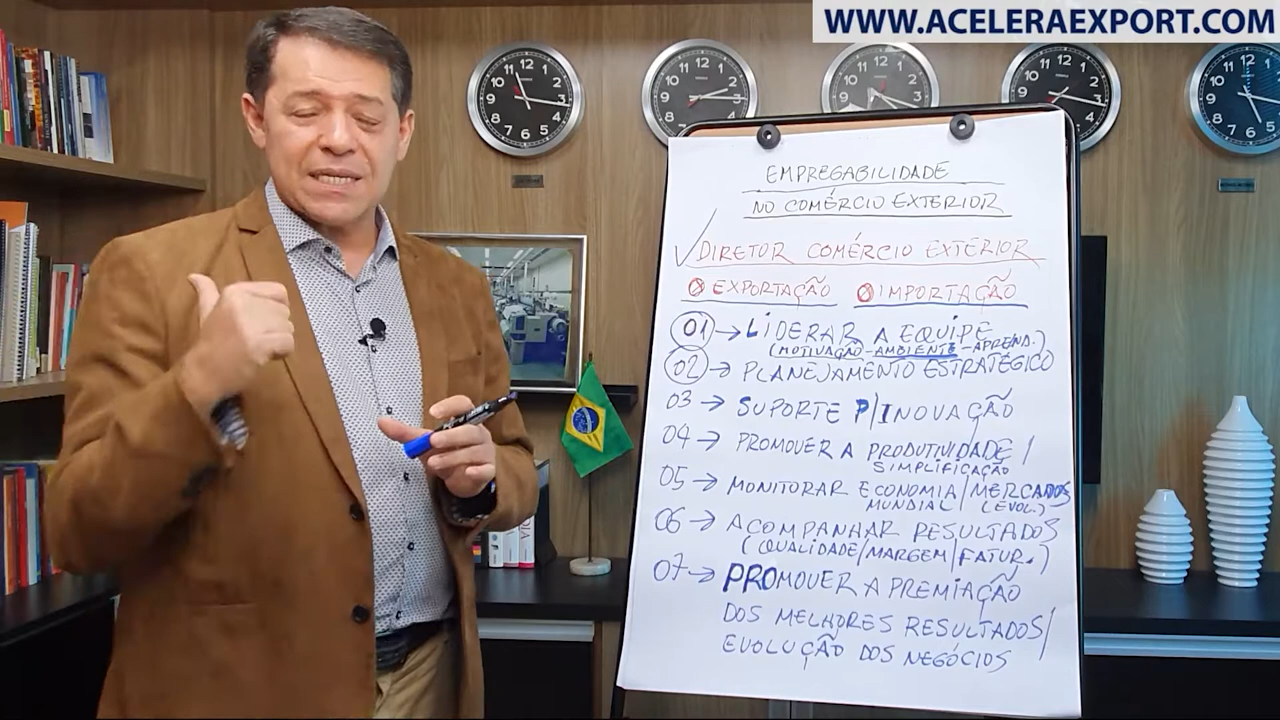 WWW.ACELERAEXPORT.COM
EMPREGABILIDADE
NO COMÉRCIO EXTERIOR
✓ DIRETOR COMÉRCIO EXTERIOR
EXPORTAÇÃO IMPORTAÇÃO
01 → LIDERAR A EQUIPE
(MOTIVAÇÃO-AMBIENTE-APREND.)
02 → PLANEJAMENTO ESTRATÉGICO
03 → SUPORTE P/INOVAÇÃO
04 → PROMOVER A PRODUTIVIDADE/
SIMPLIFICAÇÃO
05 → MONITORAR ECONOMIA/MERCADOS
MUNDIAL (EVOL.)
06 → ACOMPANHAR RESULTADOS
(QUALIDADE/MARGEM/FATUR.)
07 → PROMOUER A PREMIAÇÃO
DOS MELHORES RESULTADOS/
EVOLUÇÃO DOS NEGÓCIOS